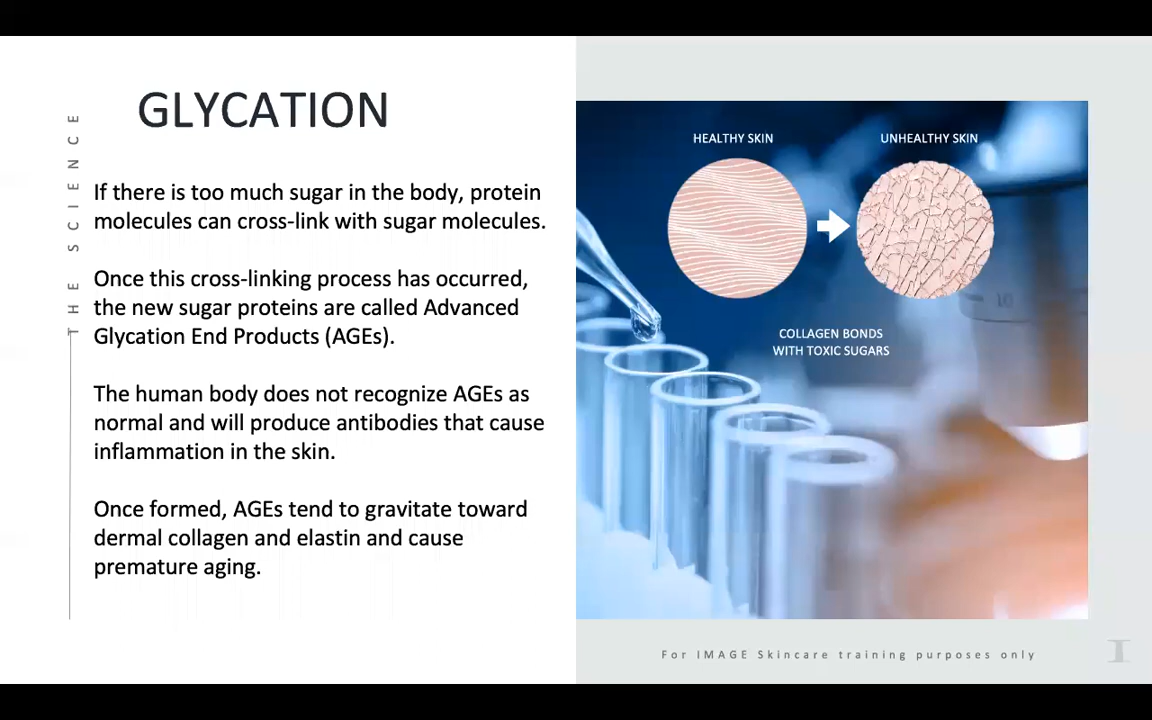 GLYCATION
THE SCIENCE
If there is too much sugar in the body, protein
molecules can cross-link with sugar molecules.
Once this cross-linking process has occurred,
the new sugar proteins are called Advanced
Glycation End Products (AGEs).
The human body does not recognize AGEs as
normal and will produce antibodies that cause
inflammation in the skin.
Once formed, AGEs tend to gravitate toward
dermal collagen and elastin and cause
premature aging.
HEALTHY SKIN
UNHEALTHY SKIN
COLLAGEN BONDS
WITH TOXIC SUGARS
10
For IMAGE Skincare training purposes only
I